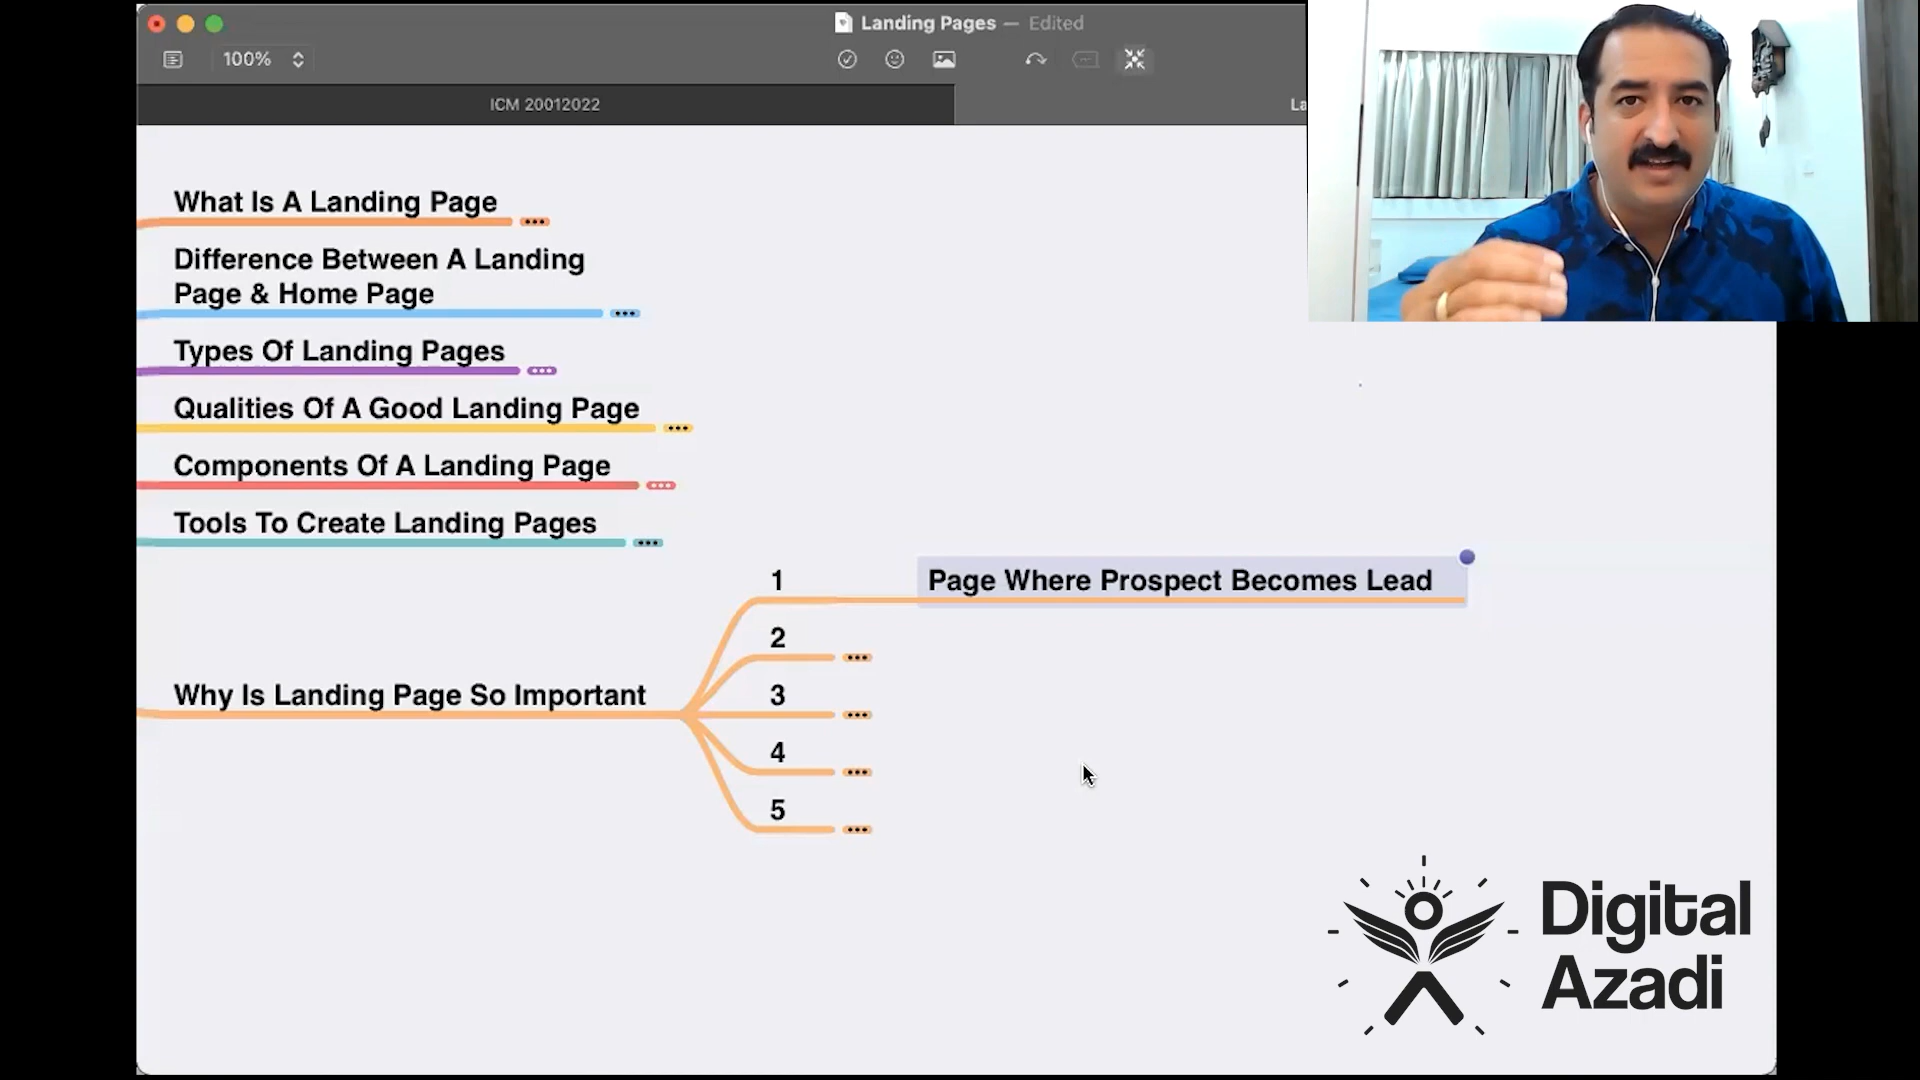 Landing Pages — Edited
100%
ICM 20012022
La
What Is A Landing Page
Difference Between A Landing
Page & Home Page
Types Of Landing Pages
Qualities Of A Good Landing Page
Components Of A Landing Page
Tools To Create Landing Pages
1
Page Where Prospect Becomes Lead
2
Why Is Landing Page So Important
3
4
5
Digital
Azadi